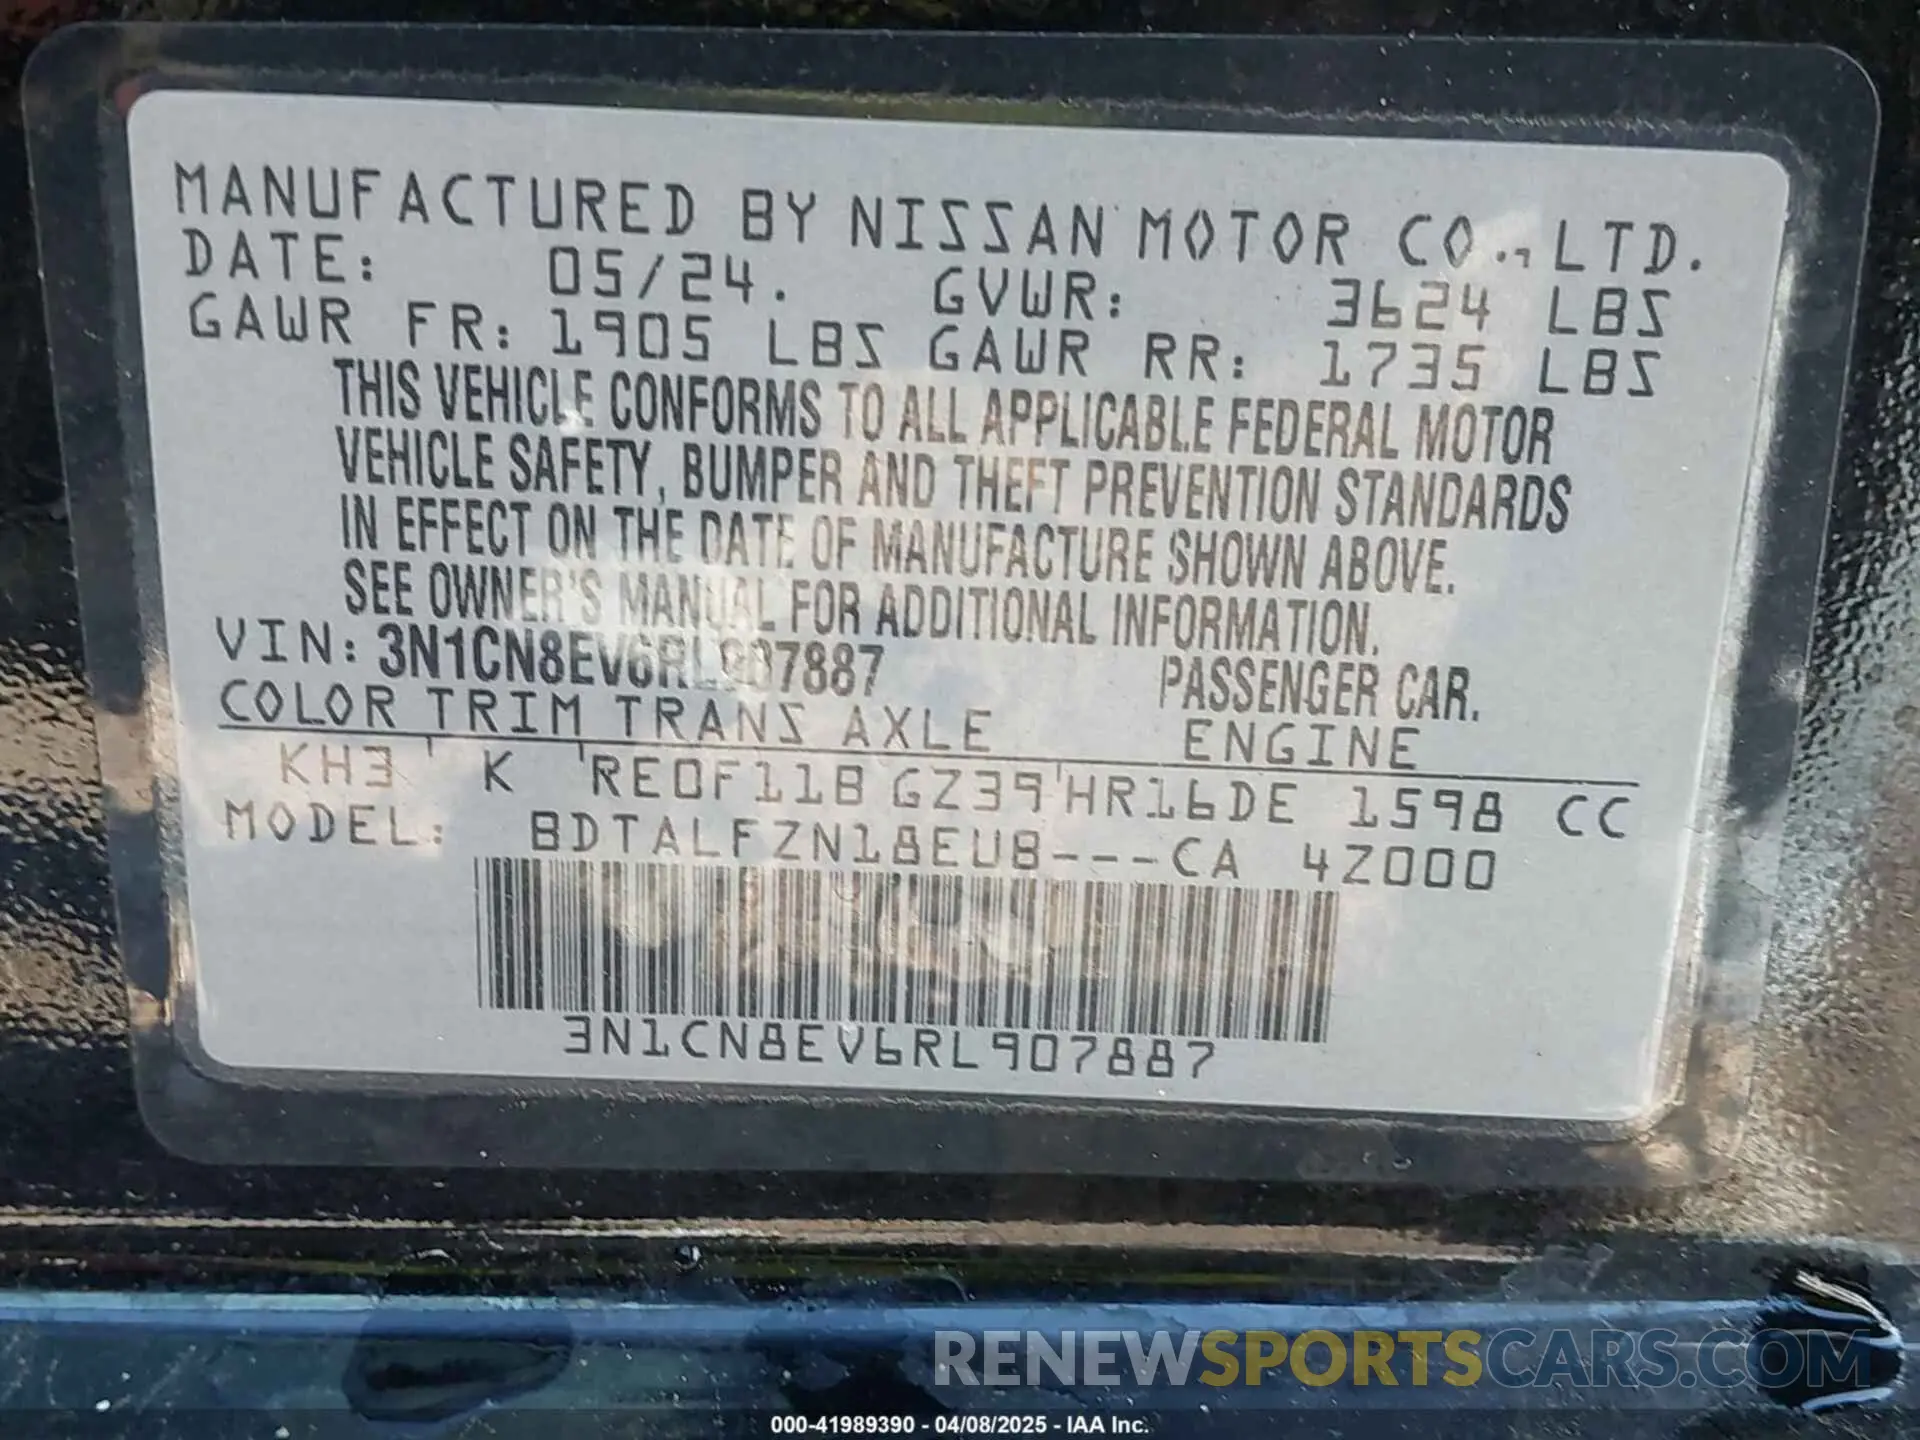 MANUFACTURED BY NISSAN MOTOR CO., LTD.
DATE: 05/24. GVWR: 3624 LBS
GAWR FR: 1905 LBS GAWR RR: 1735 LBS
THIS VEHICLE CONFORMS TO ALL APPLICABLE FEDERAL MOTOR
VEHICLE SAFETY, BUMPER AND THEFT PREVENTION STANDARDS
IN EFFECT ON THE DATE OF MANUFACTURE SHOWN ABOVE.
SEE OWNER'S MANUAL FOR ADDITIONAL INFORMATION.
VIN: 3N1CN8EV6RL907887 PASSENGER CAR.
COLOR TRIM TRANS AXLE ENGINE
KH3 ' K ' RE0F11B GZ39 ' HR16DE 1598 CC
MODEL: BDTALFZN18EU8---CA 4Z000
3N1CN8EV6RL907887
RENEWSPORTSCARS.COM
000-41989390 - 04/08/2025 - IAA Inc.